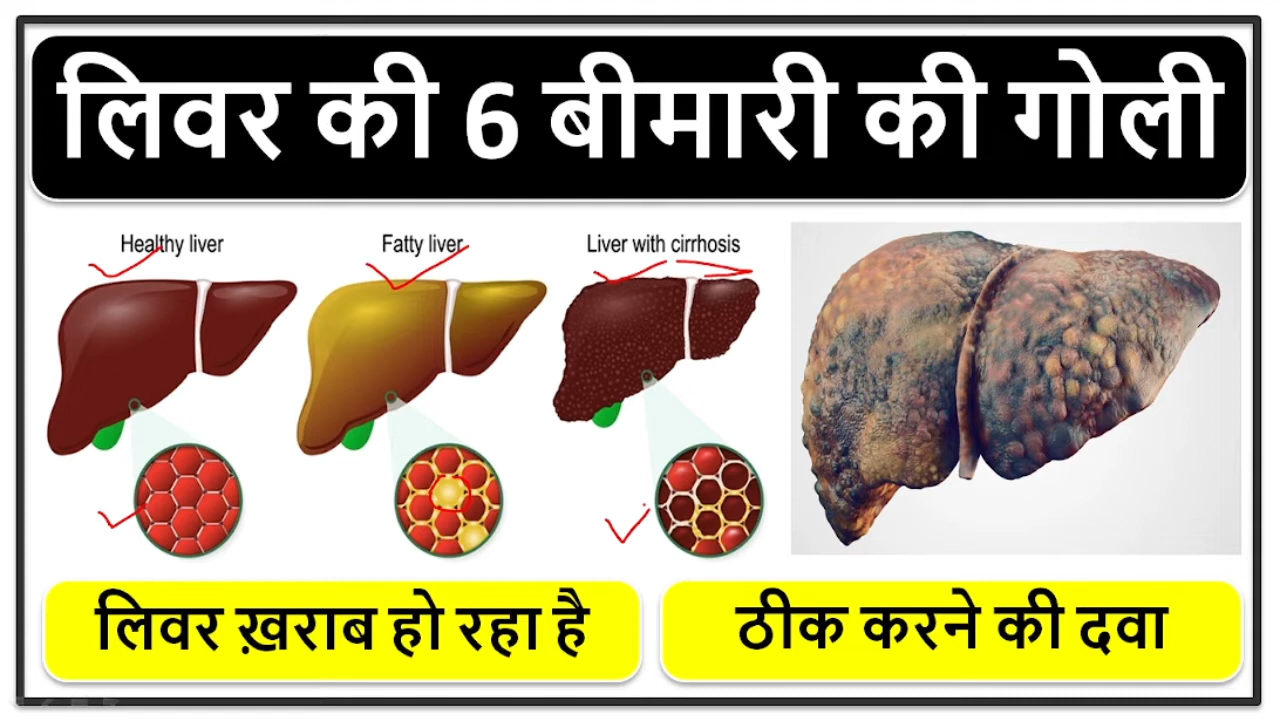 लिवर की 6 बीमारी की गोली
Healthy liver
Fatty liver
Liver with cirrhosis
लिवर ख़राब हो रहा है
ठीक करने की दवा